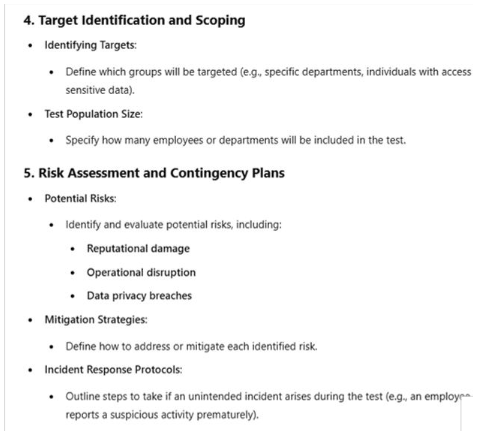 4. Target Identification and Scoping
• Identifying Targets:
• Define which groups will be targeted (e.g., specific departments, individuals with access
sensitive data).
• Test Population Size:
• Specify how many employees or departments will be included in the test.
5. Risk Assessment and Contingency Plans
• Potential Risks:
• Identify and evaluate potential risks, including:
• Reputational damage
• Operational disruption
• Data privacy breaches
• Mitigation Strategies:
• Define how to address or mitigate each identified risk.
• Incident Response Protocols:
• Outline steps to take if an unintended incident arises during the test (e.g., an employee
reports a suspicious activity prematurely).